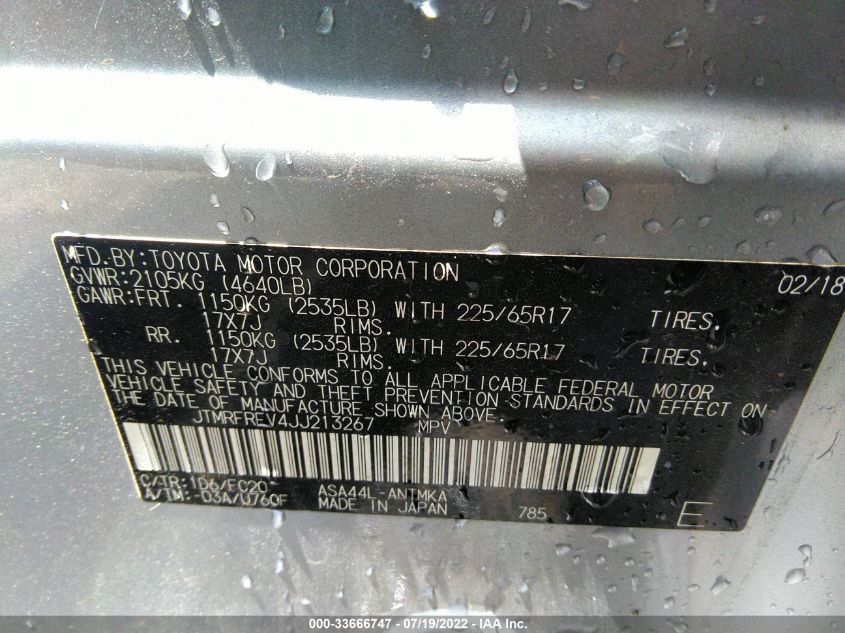 MFD.BY:TOYOTA MOTOR CORPORATION 02/18
GVWR:2105KG (4640LB)
GAWR:FRT. 1150KG (2535LB) WITH 225/65R17 TIRES.
17X7J RIMS.
RR. 1150KG (2535LB) WITH 225/65R17 TIRES.
17X7J RIMS.
THIS VEHICLE CONFORMS TO ALL APPLICABLE FEDERAL MOTOR
VEHICLE SAFETY AND THEFT PREVENTION STANDARDS IN EFFECT ON
THE DATE OF MANUFACTURE SHOWN ABOVE.
JTMRFREV4JJ213267 MPV
C/TR:1D6/EC20 ASA44L-ANTMKA
A/TM:-D3A/U760F MADE IN JAPAN 785 E
000-33666747 - 07/19/2022 - IAA Inc.